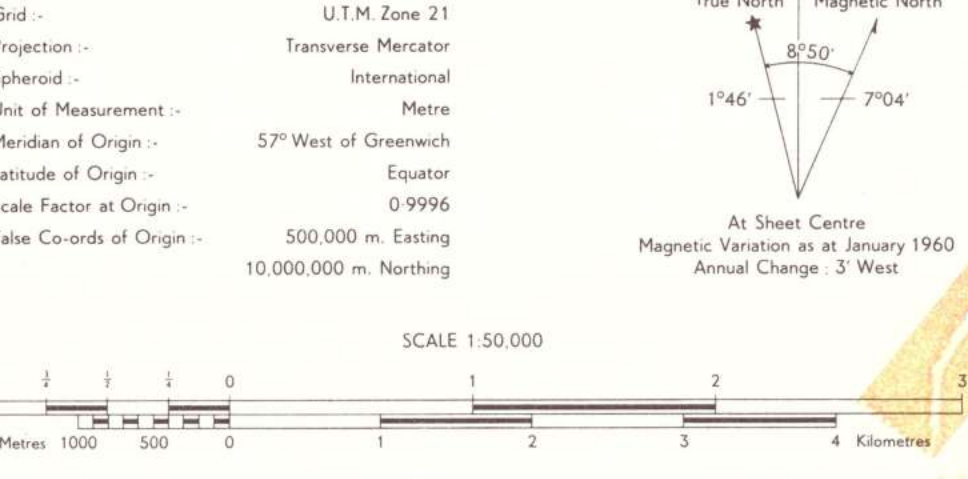 Grid :- U.T.M. Zone 21
Projection :- Transverse Mercator
Spheroid :- International
Unit of Measurement :- Metre
Meridian of Origin :- 57° West of Greenwich
Latitude of Origin :- Equator
Scale Factor at Origin :- 0·9996
False Co-ords of Origin :- 500,000 m. Easting
10,000,000 m. Northing
True North Magnetic North
8°50'
1°46' 7°04'
At Sheet Centre
Magnetic Variation as at January 1960
Annual Change : 3' West
SCALE 1:50,000
¾ ½ ¼ 0 1 2 3
Metres 1000 500 0 1 2 3 4 Kilometres